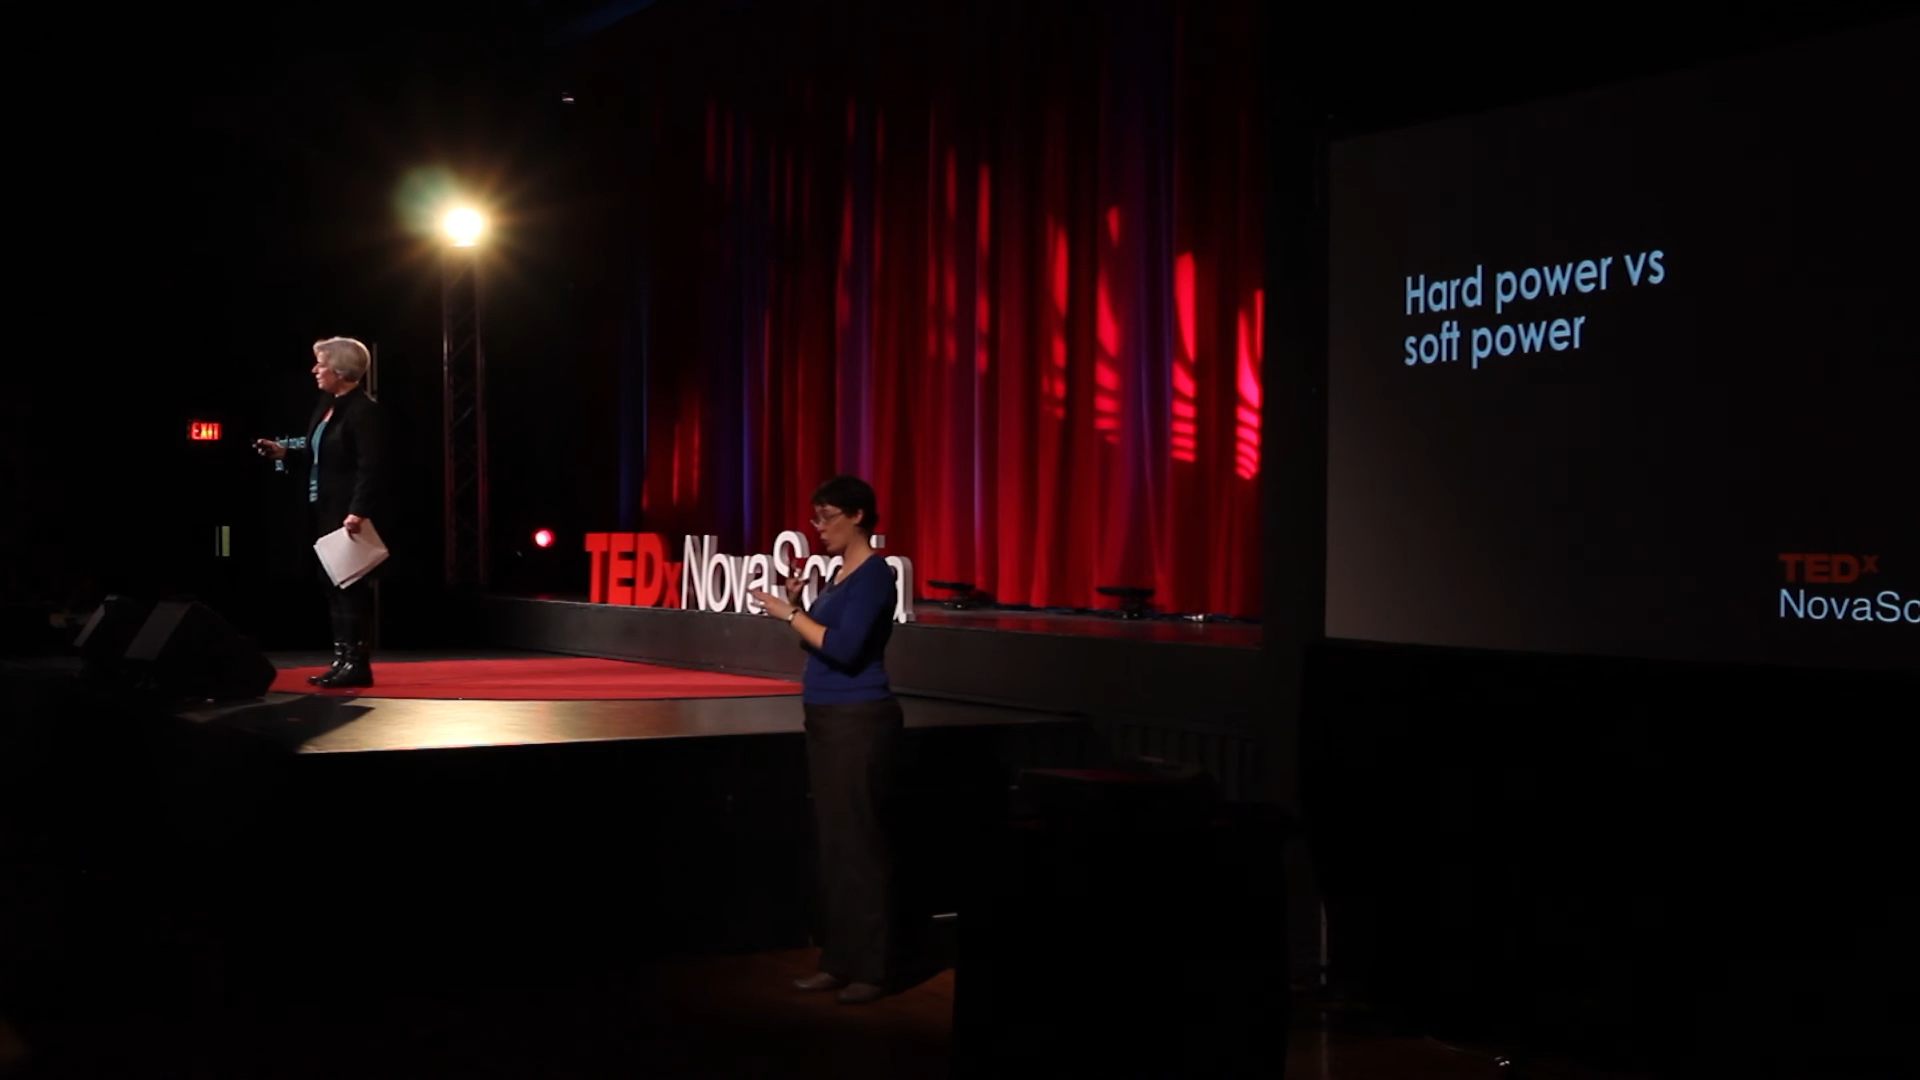 EXIT
TEDxNovaScotia
Hard power vs
soft power
TEDx
NovaSc